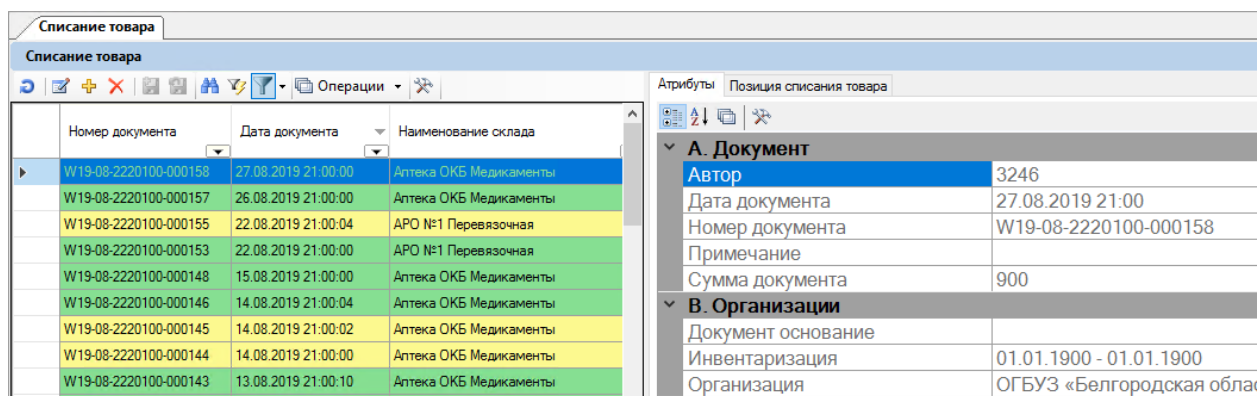 Списание товара
Списание товара
Операции
Номер документа Дата документа Наименование склада
W19-08-2220100-000158 27.08.2019 21:00:00 Аптека ОКБ Медикаменты
W19-08-2220100-000157 26.08.2019 21:00:00 Аптека ОКБ Медикаменты
W19-08-2220100-000155 22.08.2019 21:00:04 АРО №1 Перевязочная
W19-08-2220100-000153 22.08.2019 21:00:00 АРО №1 Перевязочная
W19-08-2220100-000148 15.08.2019 21:00:00 Аптека ОКБ Медикаменты
W19-08-2220100-000146 14.08.2019 21:00:04 Аптека ОКБ Медикаменты
W19-08-2220100-000145 14.08.2019 21:00:02 Аптека ОКБ Медикаменты
W19-08-2220100-000144 14.08.2019 21:00:00 Аптека ОКБ Медикаменты
W19-08-2220100-000143 13.08.2019 21:00:10 Аптека ОКБ Медикаменты
Атрибуты Позиция списания товара
А. Документ
Автор 3246
Дата документа 27.08.2019 21:00
Номер документа W19-08-2220100-000158
Примечание
Сумма документа 900
В. Организации
Документ основание
Инвентаризация 01.01.1900 - 01.01.1900
Организация ОГБУЗ «Белгородская облас